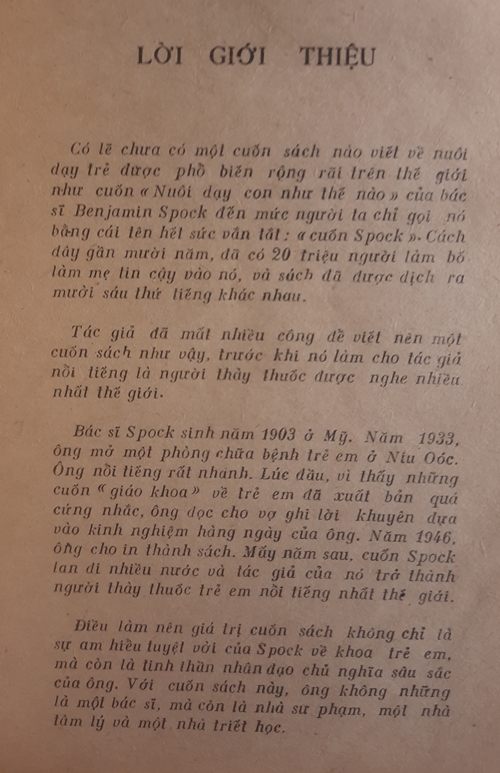 LỜI GIỚI THIỆU
Có lẽ chưa có một cuốn sách nào viết về nuôi
dạy trẻ được phổ biến rộng rãi trên thế giới
như cuốn « Nuôi dạy con như thế nào » của bác
sĩ Benjamin Spock đến mức người ta chỉ gọi nó
bằng cái tên hết sức vắn tắt : « cuốn Spock ». Cách
đây gần mười năm, đã có 20 triệu người làm bố
làm mẹ tin cậy vào nó, và sách đã được dịch ra
mười sáu thứ tiếng khác nhau.
Tác giả đã mất nhiều công để viết nên một
cuốn sách như vậy, trước khi nó làm cho tác giả
nổi tiếng là người thày thuốc được nghe nhiều
nhất thế giới.
Bác sĩ Spock sinh năm 1903 ở Mỹ. Năm 1933,
ông mở một phòng chữa bệnh trẻ em ở Niu Oóc.
Ông nổi tiếng rất nhanh. Lúc đầu, vì thấy những
cuốn « giáo khoa » về trẻ em đã xuất bản quá
cứng nhắc, ông đọc cho vợ ghi lời khuyên dựa
vào kinh nghiệm hàng ngày của ông. Năm 1946,
ông cho in thành sách. Mấy năm sau, cuốn Spock
lan đi nhiều nước và tác giả của nó trở thành
người thày thuốc trẻ em nổi tiếng nhất thế giới.
Điều làm nên giá trị cuốn sách không chỉ là
sự am hiểu tuyệt vời của Spock về khoa trẻ em,
mà còn là tinh thần nhân đạo chủ nghĩa sâu sắc
của ông. Với cuốn sách này, ông không những
là một bác sĩ, mà còn là nhà sư phạm, một nhà
tâm lý và một nhà triết học.